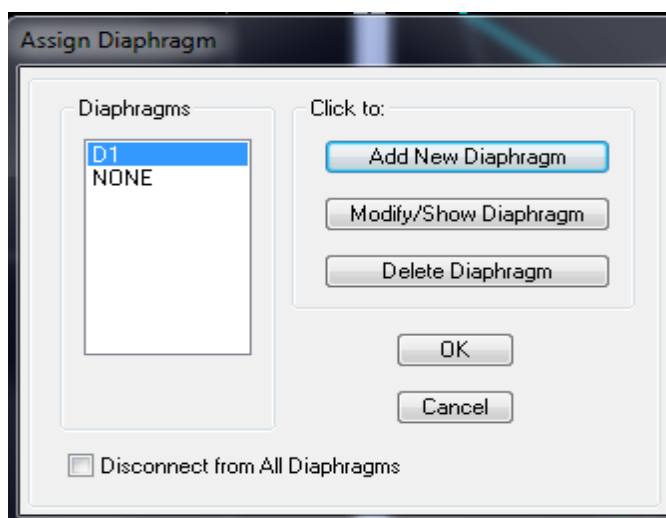 Assign Diaphragm
Diaphragms
D1
NONE
Click to:
Add New Diaphragm
Modify/Show Diaphragm
Delete Diaphragm
OK
Cancel
Disconnect from All Diaphragms